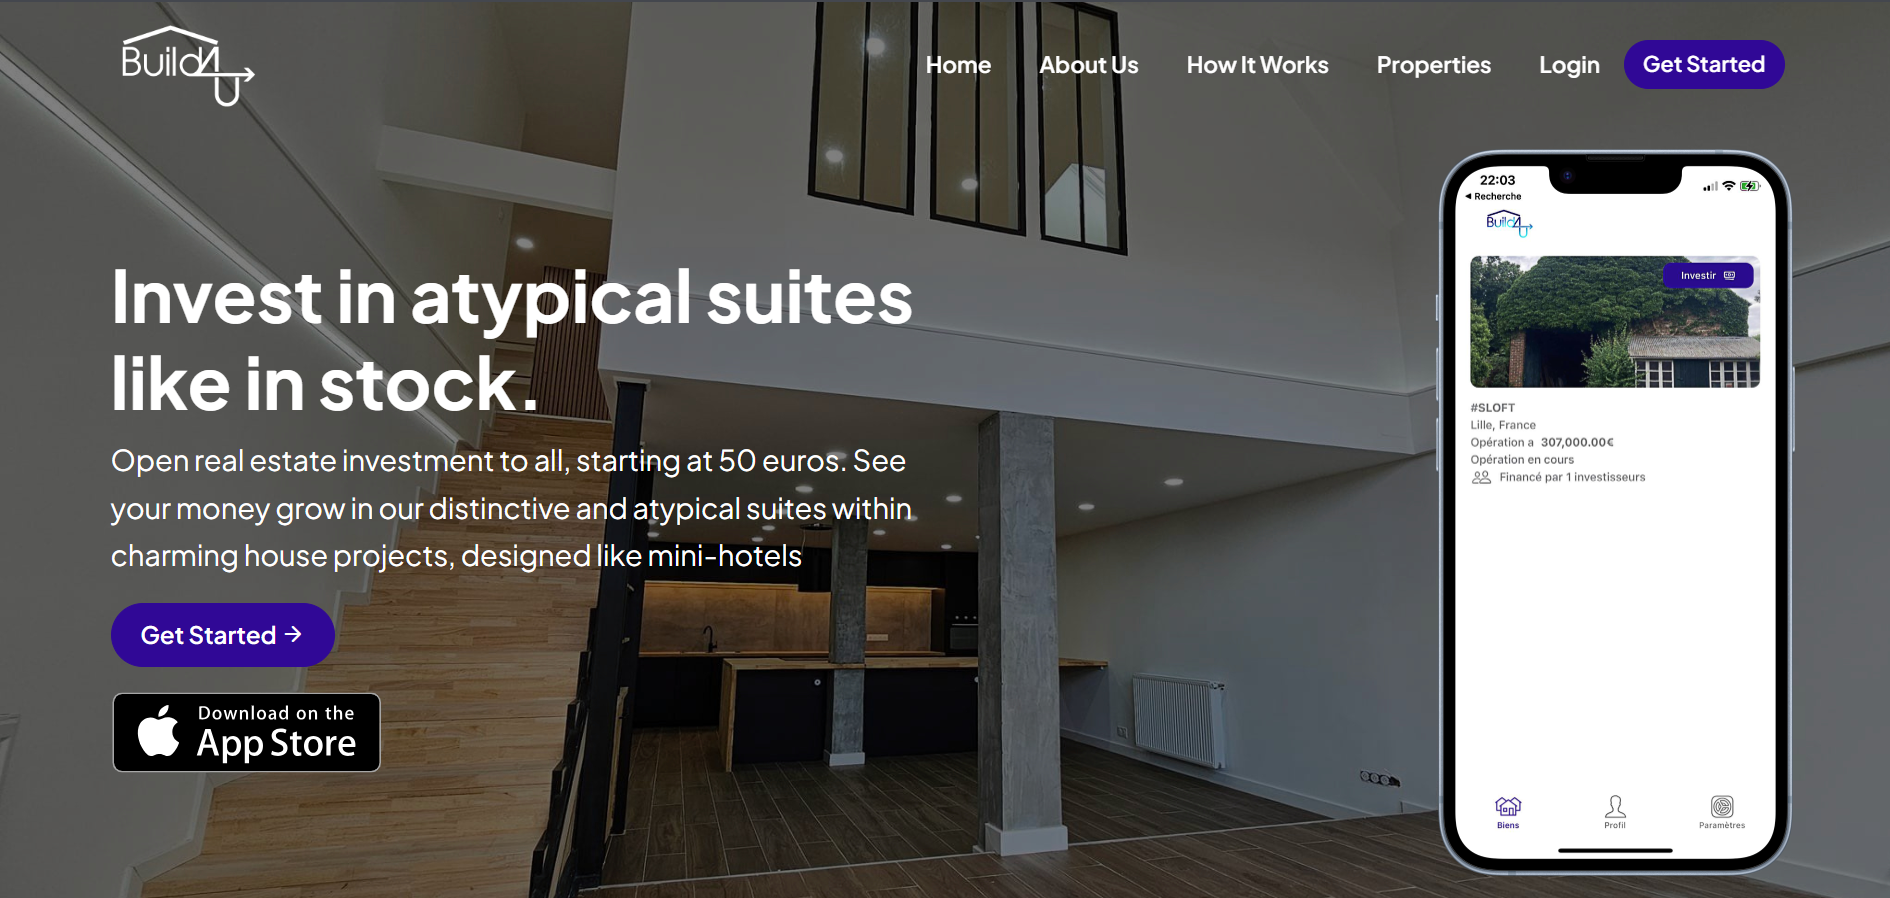 Build4U
Home
About Us
How It Works
Properties
Login
Get Started
Invest in atypical suites
like in stock.
Open real estate investment to all, starting at 50 euros. See
your money grow in our distinctive and atypical suites within
charming house projects, designed like mini-hotels
Get Started →
Download on the
App Store
22:03
◀ Recherche
Build4U
Investir
#SLOFT
Lille, France
Opération a 307,000.00€
Opération en cours
Financé par 1 investisseurs
Biens
Profil
Paramètres